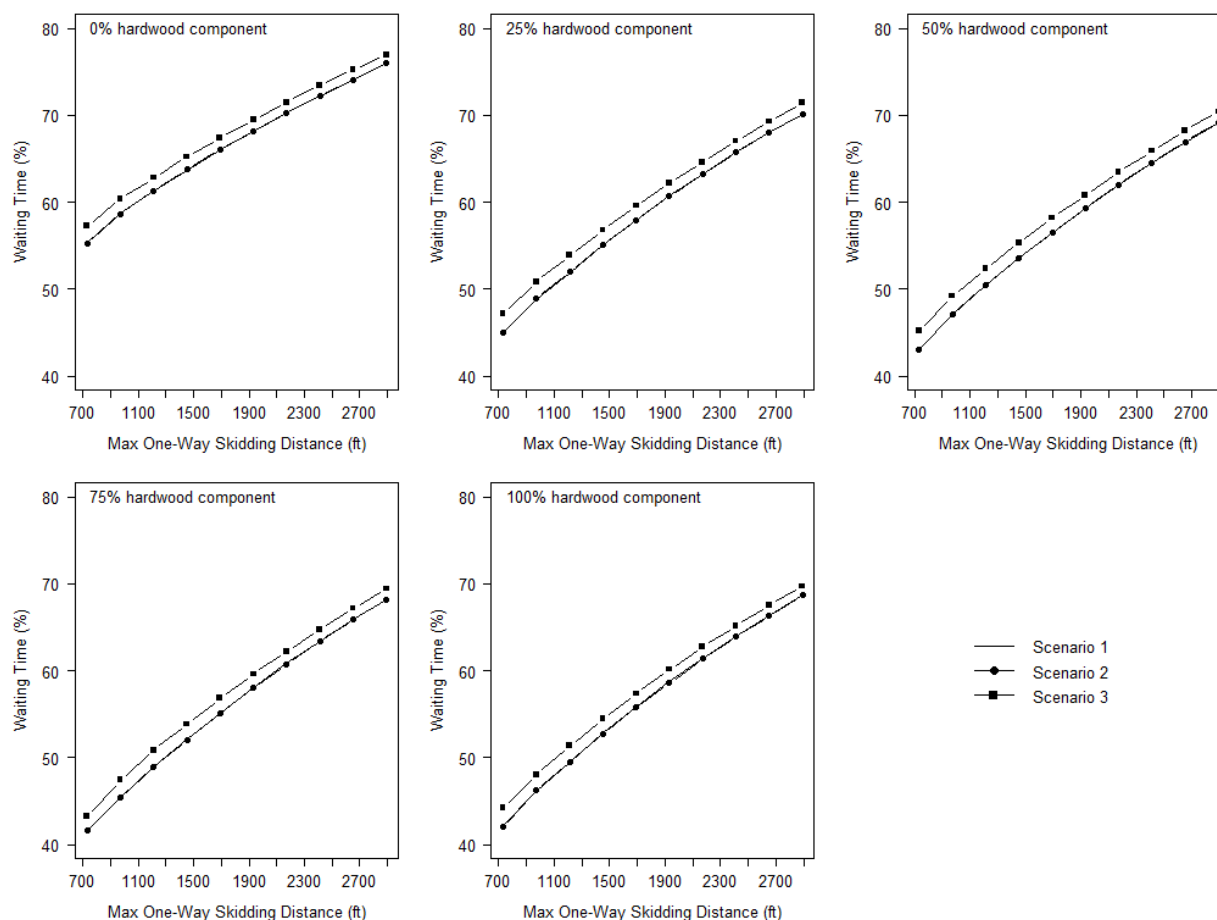 0% hardwood component
80
70
60
50
40
Waiting Time (%)
700 1100 1500 1900 2300 2700
Max One-Way Skidding Distance (ft)
25% hardwood component
80
70
60
50
40
Waiting Time (%)
700 1100 1500 1900 2300 2700
Max One-Way Skidding Distance (ft)
50% hardwood component
80
70
60
50
40
Waiting Time (%)
700 1100 1500 1900 2300 2700
Max One-Way Skidding Distance (ft)
75% hardwood component
80
70
60
50
40
Waiting Time (%)
700 1100 1500 1900 2300 2700
Max One-Way Skidding Distance (ft)
100% hardwood component
80
70
60
50
40
Waiting Time (%)
700 1100 1500 1900 2300 2700
Max One-Way Skidding Distance (ft)
Scenario 1
Scenario 2
Scenario 3